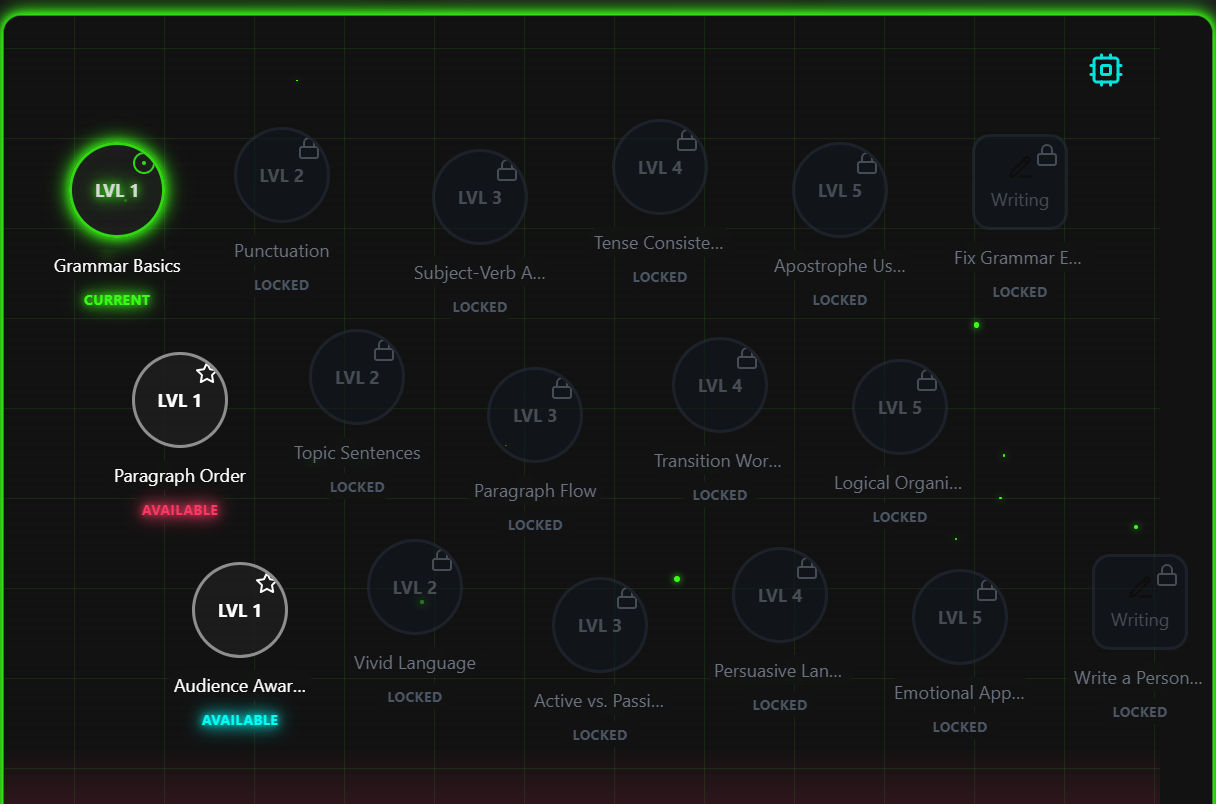 LVL 1
Grammar Basics
CURRENT
LVL 2
Punctuation
LOCKED
LVL 3
Subject-Verb A...
LOCKED
LVL 4
Tense Consiste...
LOCKED
LVL 5
Apostrophe Us...
LOCKED
Writing
Fix Grammar E...
LOCKED
LVL 1
Paragraph Order
AVAILABLE
LVL 2
Topic Sentences
LOCKED
LVL 3
Paragraph Flow
LOCKED
LVL 4
Transition Wor...
LOCKED
LVL 5
Logical Organi...
LOCKED
LVL 1
Audience Awar...
AVAILABLE
LVL 2
Vivid Language
LOCKED
LVL 3
Active vs. Passi...
LOCKED
LVL 4
Persuasive Lan...
LOCKED
LVL 5
Emotional App...
LOCKED
Writing
Write a Person...
LOCKED